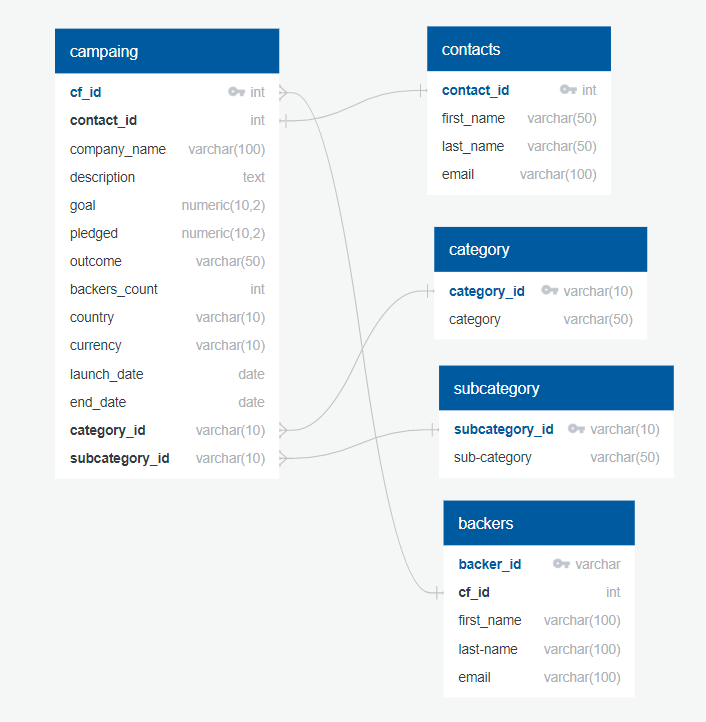 campaing
cf_id int
contact_id int
company_name varchar(100)
description text
goal numeric(10,2)
pledged numeric(10,2)
outcome varchar(50)
backers_count int
country varchar(10)
currency varchar(10)
launch_date date
end_date date
category_id varchar(10)
subcategory_id varchar(10)
contacts
contact_id int
first_name varchar(50)
last_name varchar(50)
email varchar(100)
category
category_id varchar(10)
category varchar(50)
subcategory
subcategory_id varchar(10)
sub-category varchar(50)
backers
backer_id varchar
cf_id int
first_name varchar(100)
last-name varchar(100)
email varchar(100)